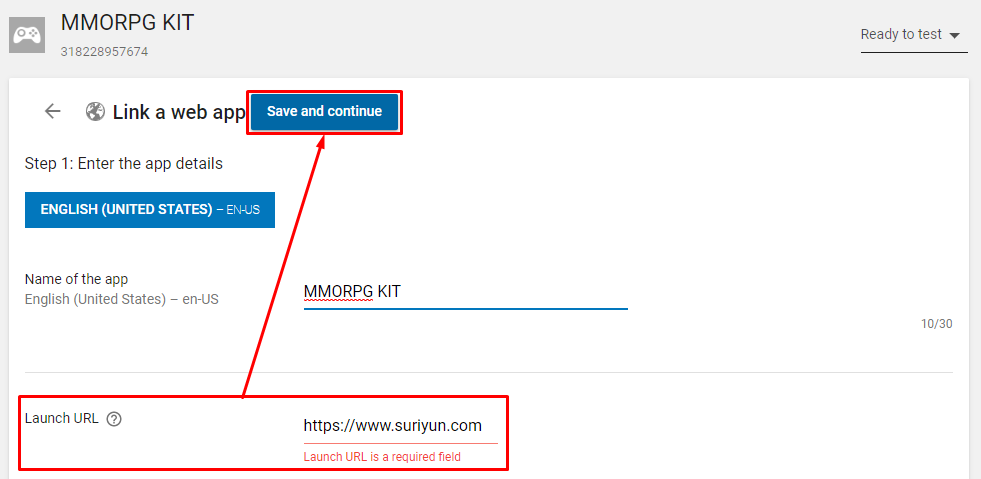 MMORPG KIT
318228957674
Ready to test
Link a web app
Save and continue
Step 1: Enter the app details
ENGLISH (UNITED STATES) – EN-US
Name of the app
English (United States) – en-US
MMORPG KIT
10/30
Launch URL
https://www.suriyun.com
Launch URL is a required field